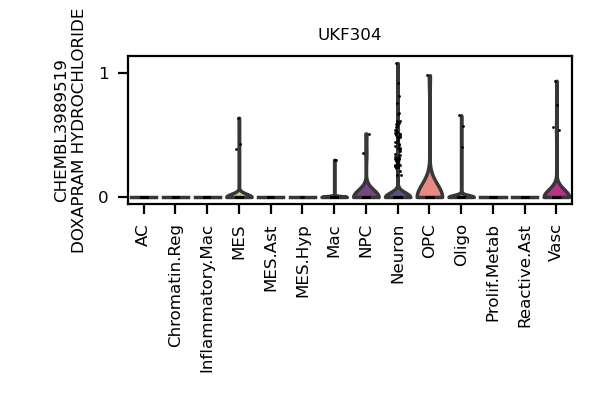 UKF304
CHEMBL3989519
DOXAPRAM HYDROCHLORIDE
1
0
AC
Chromatin.Reg
Inflammatory.Mac
MES
MES.Ast
MES.Hyp
Mac
NPC
Neuron
OPC
Oligo
Prolif.Metab
Reactive.Ast
Vasc